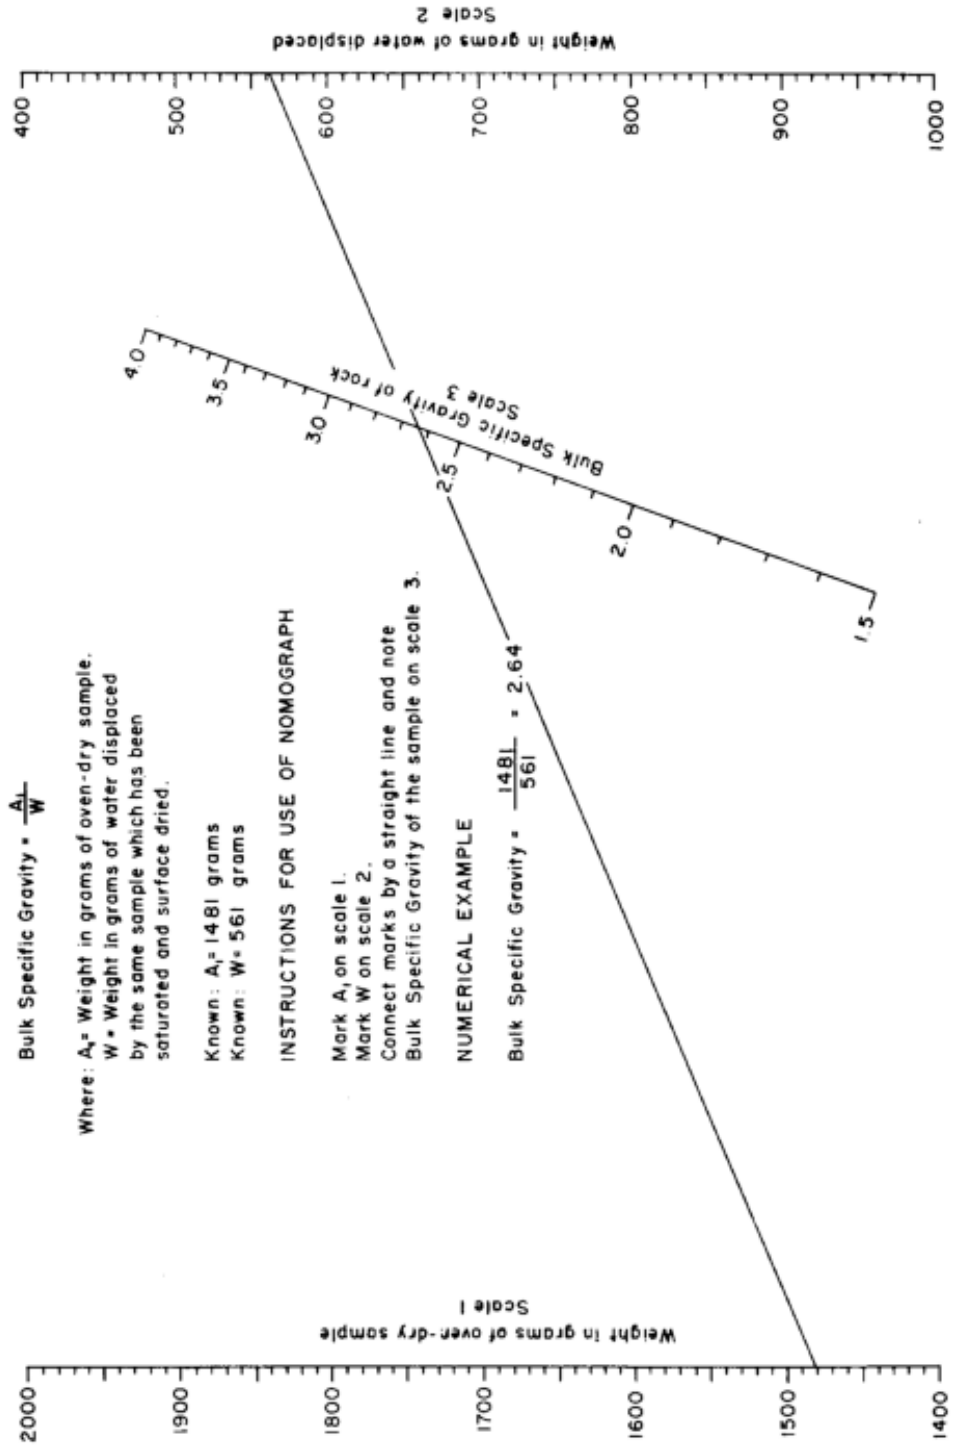 Bulk Specific Gravity = A₁/W
Where: A₁= Weight in grams of oven-dry sample.
W = Weight in grams of water displaced
by the same sample which has been
saturated and surface dried.
Known: A₁= 1481 grams
Known: W= 561 grams
INSTRUCTIONS FOR USE OF NOMOGRAPH
Mark A₁ on scale 1.
Mark W on scale 2.
Connect marks by a straight line and note
Bulk Specific Gravity of the sample on scale 3.
NUMERICAL EXAMPLE
Bulk Specific Gravity = 1481/561 = 2.64
Weight in grams of oven-dry sample
Scale 1
2000
1900
1800
1700
1600
1500
1400
Bulk Specific Gravity of rock
Scale 3
4.0
3.5
3.0
2.5
2.0
1.5
Weight in grams of water displaced
Scale 2
400
500
600
700
800
900
1000